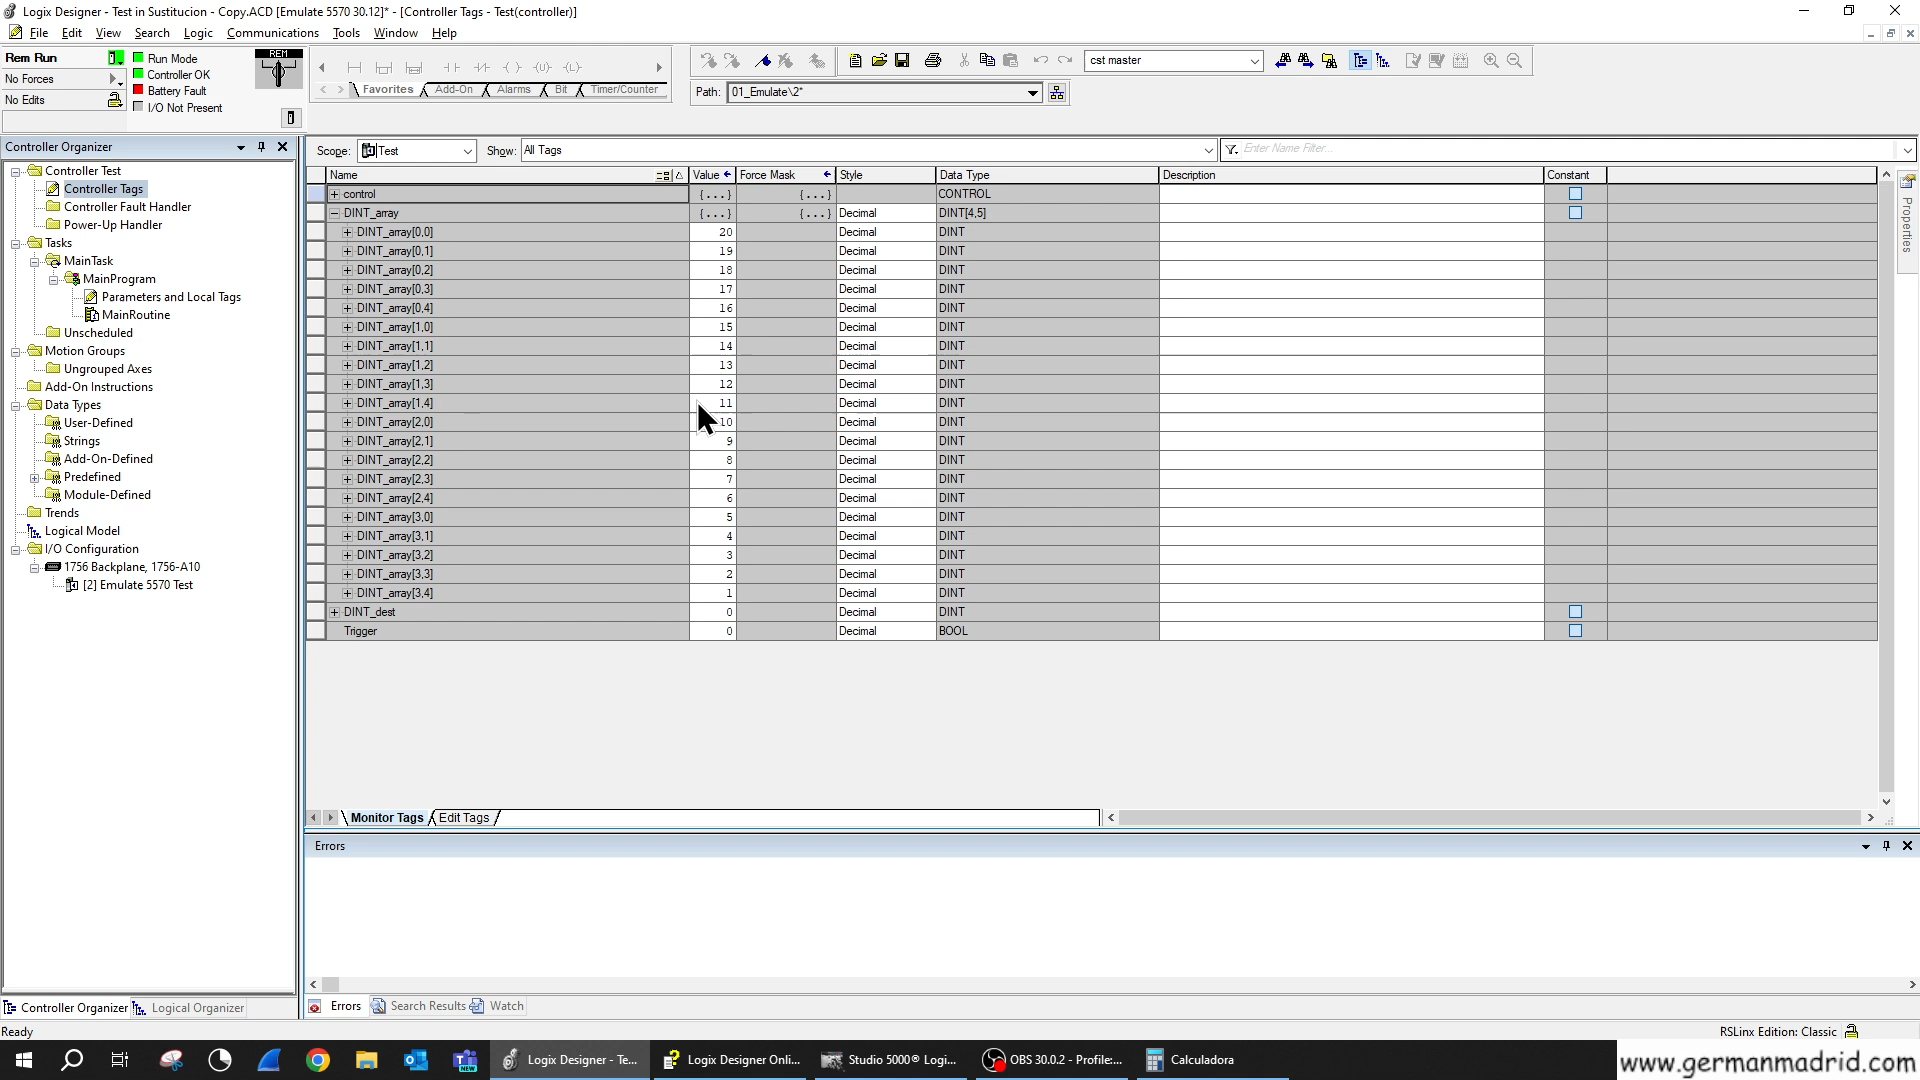 Logix Designer - Test in Sustitucion - Copy.ACD [Emulate 5570 30.12]* - [Controller Tags - Test(controller)]
File Edit View Search Logic Communications Tools Window Help
Rem Run
No Forces
No Edits
Run Mode
Controller OK
Battery Fault
I/O Not Present
REM
Favorites Add-On Alarms Bit Timer/Counter
cst master
Path: 01_Emulate\2*
Controller Organizer
Controller Test
Controller Tags
Controller Fault Handler
Power-Up Handler
Tasks
MainTask
MainProgram
Parameters and Local Tags
MainRoutine
Unscheduled
Motion Groups
Ungrouped Axes
Add-On Instructions
Data Types
User-Defined
Strings
Add-On-Defined
Predefined
Module-Defined
Trends
Logical Model
I/O Configuration
1756 Backplane, 1756-A10
[2] Emulate 5570 Test
Controller Organizer Logical Organizer
Scope: Test Show: All Tags Enter Name Filter...
Name Value Force Mask Style Data Type Description Constant
control {...} {...} CONTROL
DINT_array {...} {...} Decimal DINT[4,5]
DINT_array[0,0] 20 Decimal DINT
DINT_array[0,1] 19 Decimal DINT
DINT_array[0,2] 18 Decimal DINT
DINT_array[0,3] 17 Decimal DINT
DINT_array[0,4] 16 Decimal DINT
DINT_array[1,0] 15 Decimal DINT
DINT_array[1,1] 14 Decimal DINT
DINT_array[1,2] 13 Decimal DINT
DINT_array[1,3] 12 Decimal DINT
DINT_array[1,4] 11 Decimal DINT
DINT_array[2,0] 10 Decimal DINT
DINT_array[2,1] 9 Decimal DINT
DINT_array[2,2] 8 Decimal DINT
DINT_array[2,3] 7 Decimal DINT
DINT_array[2,4] 6 Decimal DINT
DINT_array[3,0] 5 Decimal DINT
DINT_array[3,1] 4 Decimal DINT
DINT_array[3,2] 3 Decimal DINT
DINT_array[3,3] 2 Decimal DINT
DINT_array[3,4] 1 Decimal DINT
DINT_dest 0 Decimal DINT
Trigger 0 Decimal BOOL
Properties
Monitor Tags Edit Tags
Errors
Errors Search Results Watch
Ready
RSLinx Edition: Classic
NEW
Logix Designer - Te... Logix Designer Onli... Studio 5000® Logi... OBS 30.0.2 - Profile:... Calculadora
www.germanmadrid.com